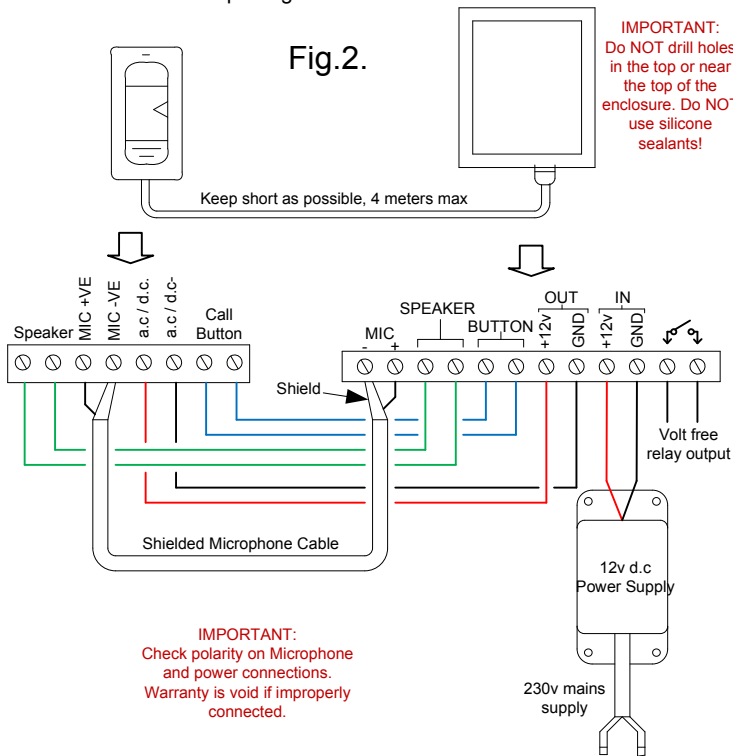 Fig.2.
IMPORTANT:
Do NOT drill holes
in the top or near
the top of the
enclosure. Do NOT
use silicone
sealants!
Keep short as possible, 4 meters max
Speaker
MIC +VE
MIC -VE
a.c / d.c.
a.c / d.c-
Call
Button
MIC
- +
SPEAKER
BUTTON
OUT
+12v
GND
IN
+12v
GND
Shield
Volt free
relay output
Shielded Microphone Cable
12v d.c
Power Supply
IMPORTANT:
Check polarity on Microphone
and power connections.
Warranty is void if improperly
connected.
230v mains
supply